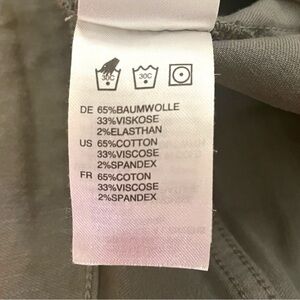 30C 30C
DE 65%BAUMWOLLE
33%VISKOSE
2%ELASTHAN
US 65%COTTON
33%VISCOSE
2%SPANDEX
FR 65%COTON
33%VISCOSE
2%SPANDEX